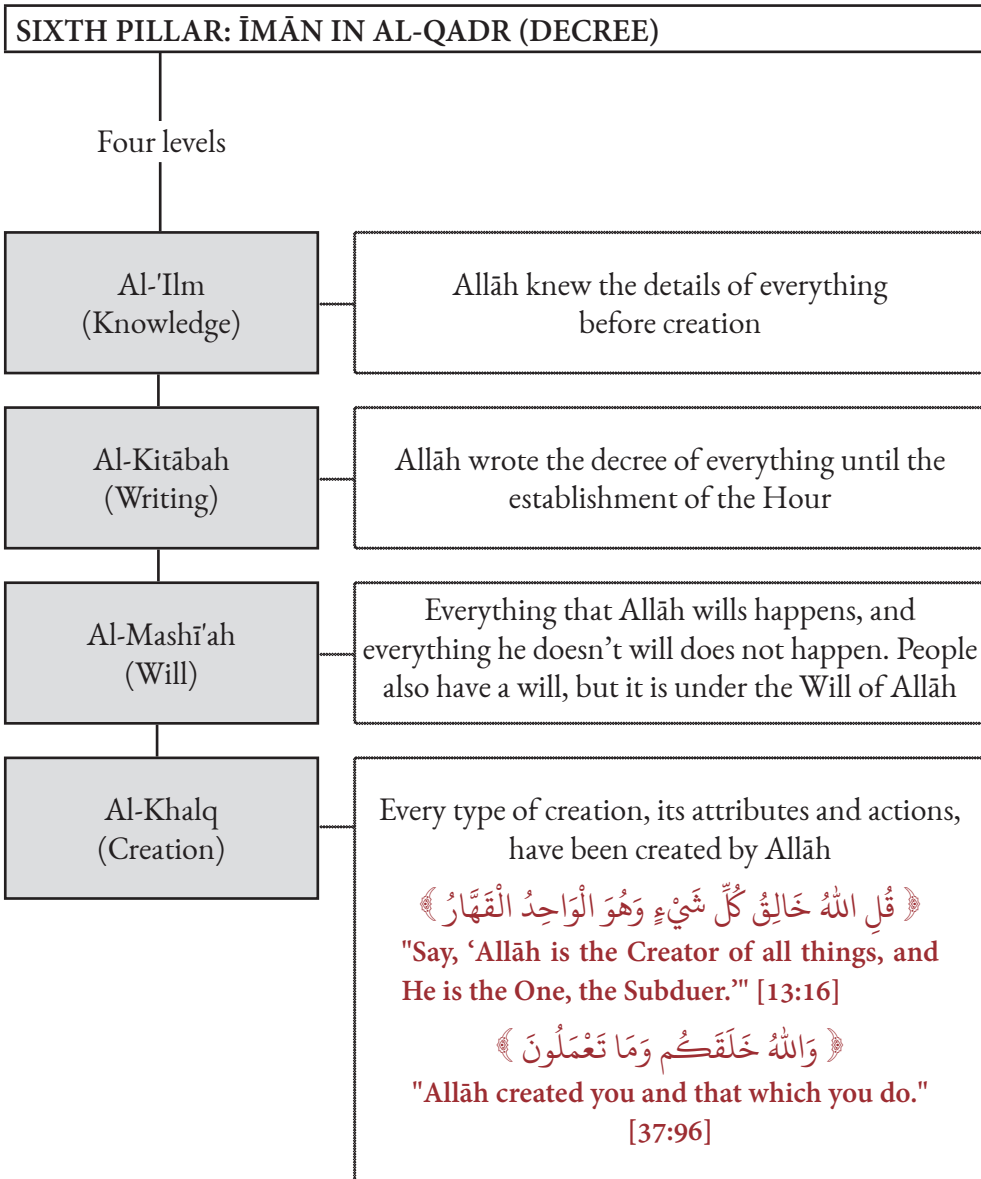 SIXTH PILLAR: ĪMĀN IN AL-QADR (DECREE)
Four levels
Al-'Ilm
(Knowledge)
Allāh knew the details of everything
before creation
Al-Kitābah
(Writing)
Allāh wrote the decree of everything until the
establishment of the Hour
Al-Mashī'ah
(Will)
Everything that Allāh wills happens, and
everything he doesn’t will does not happen. People
also have a will, but it is under the Will of Allāh
Al-Khalq
(Creation)
Every type of creation, its attributes and actions,
have been created by Allāh
﴿ قُلِ اللهُ خَالِقُ كُلِّ شَيْءٍ وَهُوَ الْوَاحِدُ الْقَهَّارُ ﴾
"Say, ‘Allāh is the Creator of all things, and
He is the One, the Subduer.’" [13:16]
﴿ وَاللهُ خَلَقَكُم وَمَا تَعْمَلُونَ ﴾
"Allāh created you and that which you do."
[37:96]